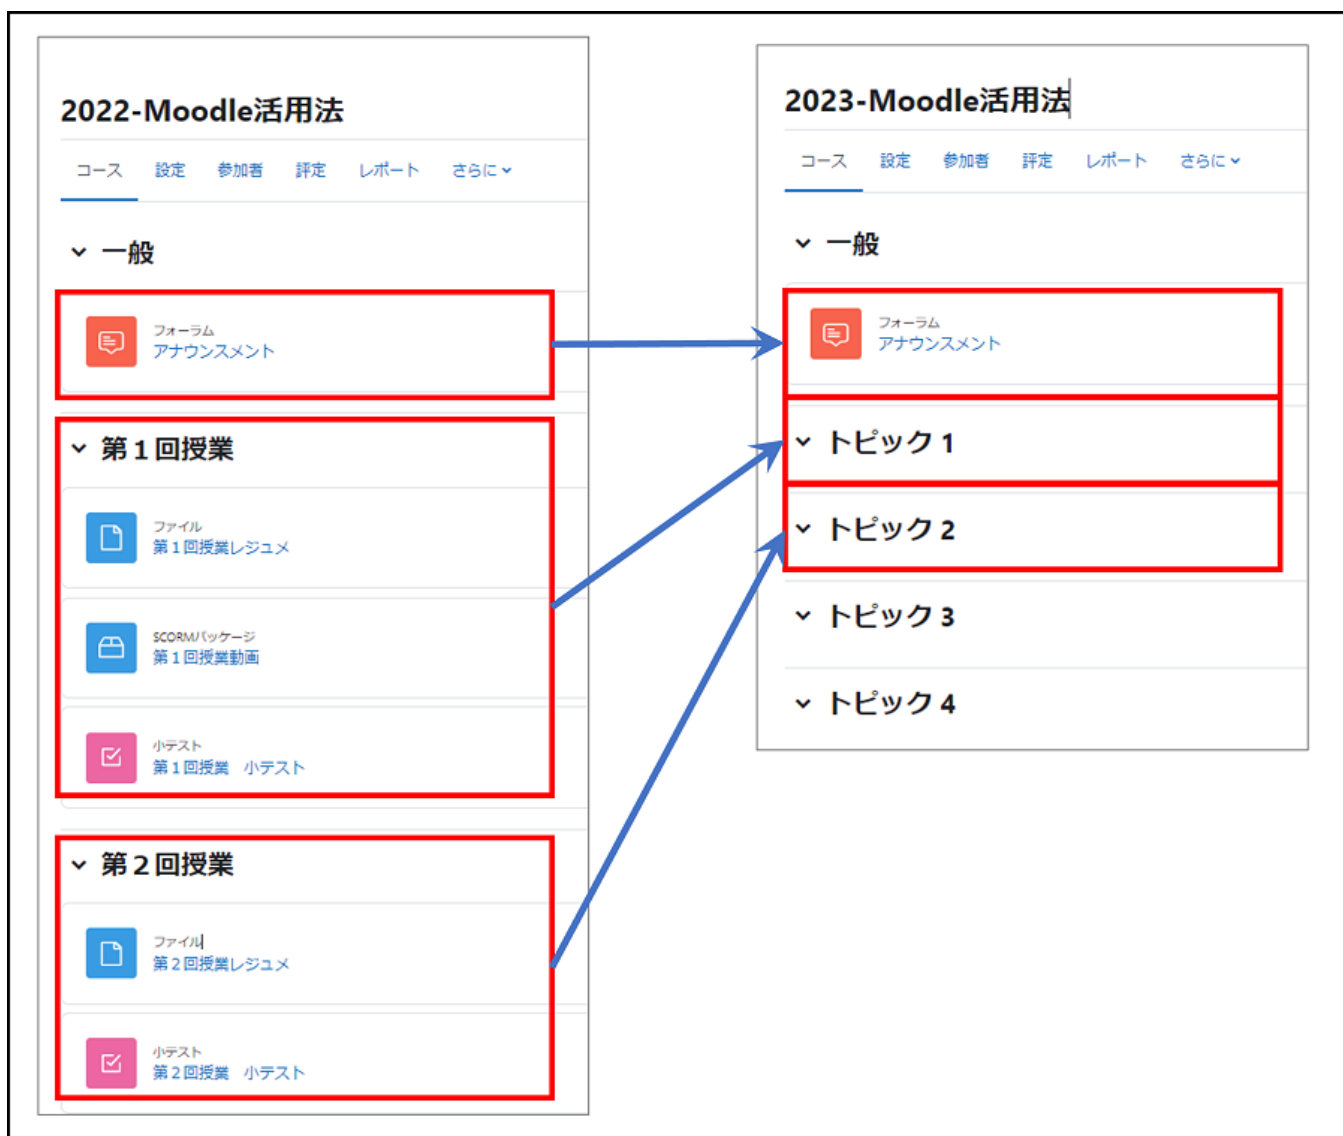 2022-Moodle活用法
コース 設定 参加者 評定 レポート さらに
一般
フォーラム
アナウンスメント
第１回授業
ファイル
第１回授業レジュメ
SCORMパッケージ
第１回授業動画
小テスト
第１回授業　小テスト
第２回授業
ファイル
第２回授業レジュメ
小テスト
第２回授業　小テスト
2023-Moodle活用法
コース 設定 参加者 評定 レポート さらに
一般
フォーラム
アナウンスメント
トピック 1
トピック 2
トピック 3
トピック 4